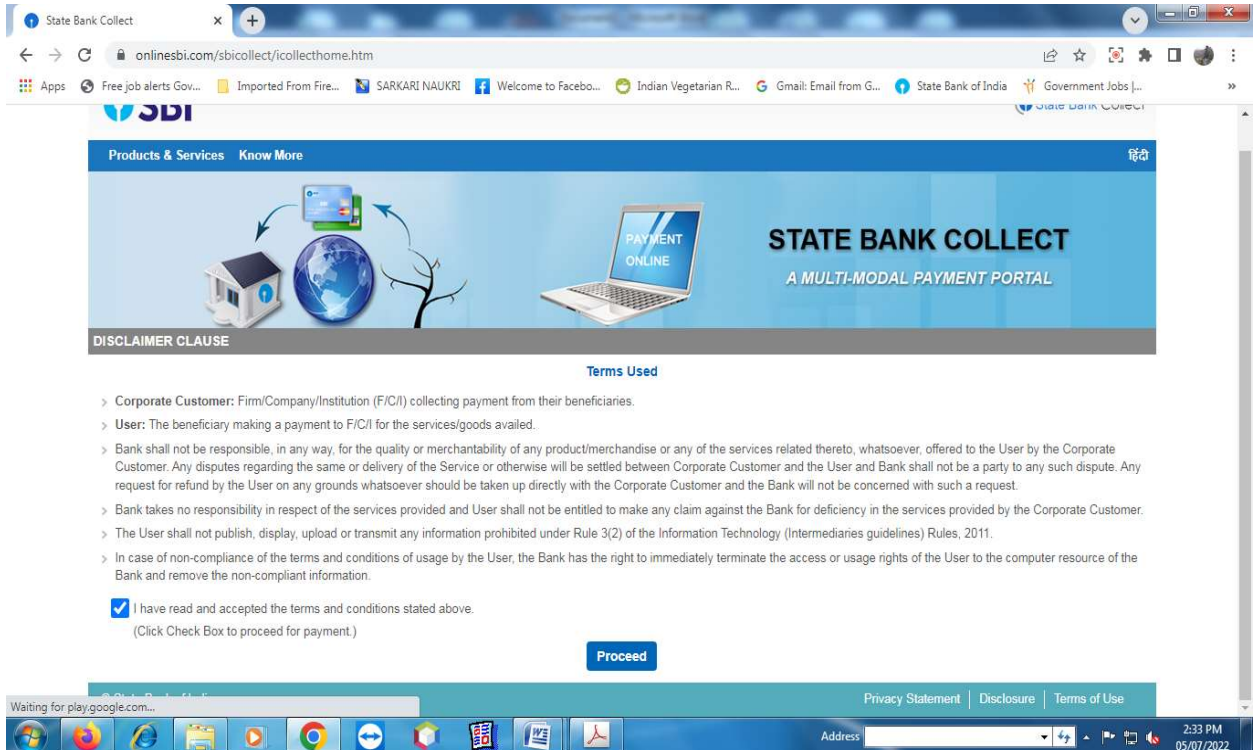 State Bank Collect
onlinesbi.com/sbicollect/icollecthome.htm
Apps Free job alerts Gov... Imported From Fire... SARKARI NAUKRI Welcome to Facebo... Indian Vegetarian R... Gmail: Email from G... State Bank of India Government Jobs |... »
SBI State Bank Collect
Products & Services Know More हिंदी
PAYMENT
ONLINE
STATE BANK COLLECT
A MULTI-MODAL PAYMENT PORTAL
DISCLAIMER CLAUSE
Terms Used
Corporate Customer: Firm/Company/Institution (F/C/I) collecting payment from their beneficiaries.
User: The beneficiary making a payment to F/C/I for the services/goods availed.
Bank shall not be responsible, in any way, for the quality or merchantability of any product/merchandise or any of the services related thereto, whatsoever, offered to the User by the Corporate
Customer. Any disputes regarding the same or delivery of the Service or otherwise will be settled between Corporate Customer and the User and Bank shall not be a party to any such dispute. Any
request for refund by the User on any grounds whatsoever should be taken up directly with the Corporate Customer and the Bank will not be concerned with such a request.
Bank takes no responsibility in respect of the services provided and User shall not be entitled to make any claim against the Bank for deficiency in the services provided by the Corporate Customer.
The User shall not publish, display, upload or transmit any information prohibited under Rule 3(2) of the Information Technology (Intermediaries guidelines) Rules, 2011.
In case of non-compliance of the terms and conditions of usage by the User, the Bank has the right to immediately terminate the access or usage rights of the User to the computer resource of the
Bank and remove the non-compliant information.
I have read and accepted the terms and conditions stated above.
(Click Check Box to proceed for payment.)
Proceed
Privacy Statement | Disclosure | Terms of Use
Waiting for play.google.com...
Address 2:33 PM
05/07/2022